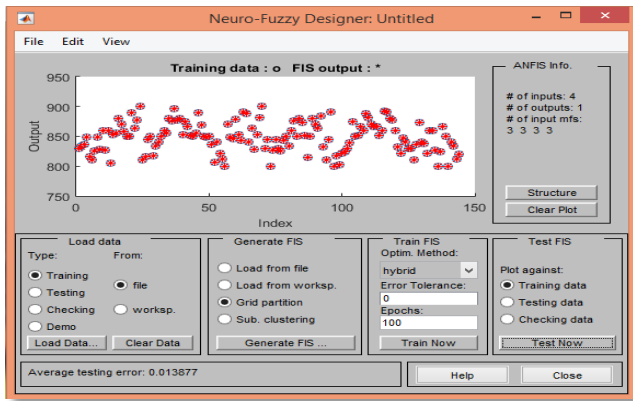 Neuro-Fuzzy Designer: Untitled
File Edit View
Training data : o FIS output : *
Output
950
900
850
800
750
0 50 100 150
Index
ANFIS Info.
# of inputs: 4
# of outputs: 1
# of input mfs:
3 3 3 3
Structure
Clear Plot
Load data
Type: From:
Training
file
Testing
Checking worksp.
Demo
Load Data... Clear Data
Generate FIS
Load from file
Load from worksp.
Grid partition
Sub. clustering
Generate FIS ...
Train FIS
Optim. Method:
hybrid
Error Tolerance:
0
Epochs:
100
Train Now
Test FIS
Plot against:
Training data
Testing data
Checking data
Test Now
Average testing error: 0.013877
Help Close